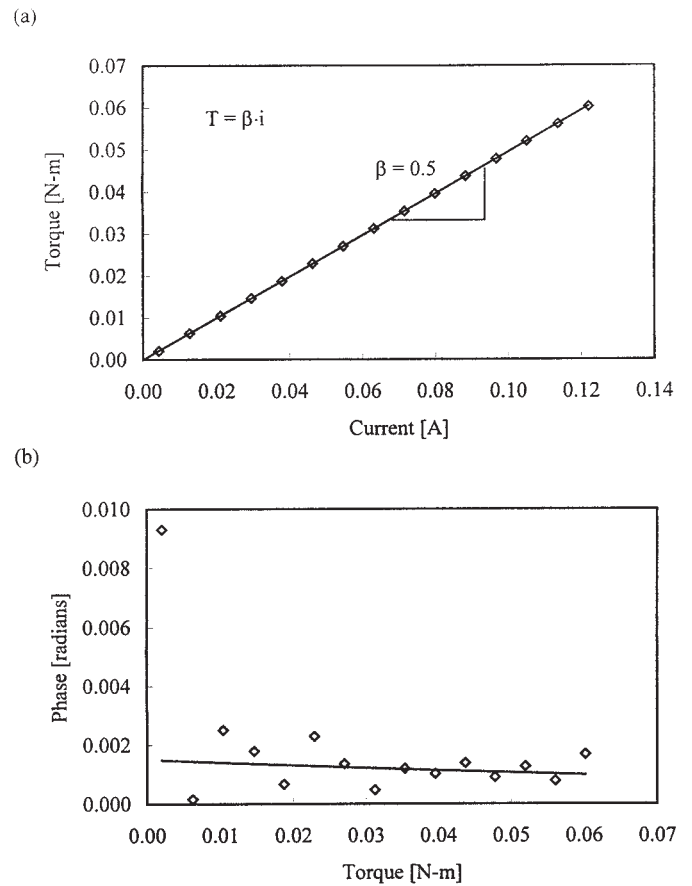 (a)
0.07
0.06
0.05
0.04
0.03
0.02
0.01
0.00
Torque [N-m]
T = β·i
β = 0.5
0.00 0.02 0.04 0.06 0.08 0.10 0.12 0.14
Current [A]
(b)
0.010
0.008
0.006
0.004
0.002
0.000
Phase [radians]
0.00 0.01 0.02 0.03 0.04 0.05 0.06 0.07
Torque [N-m]